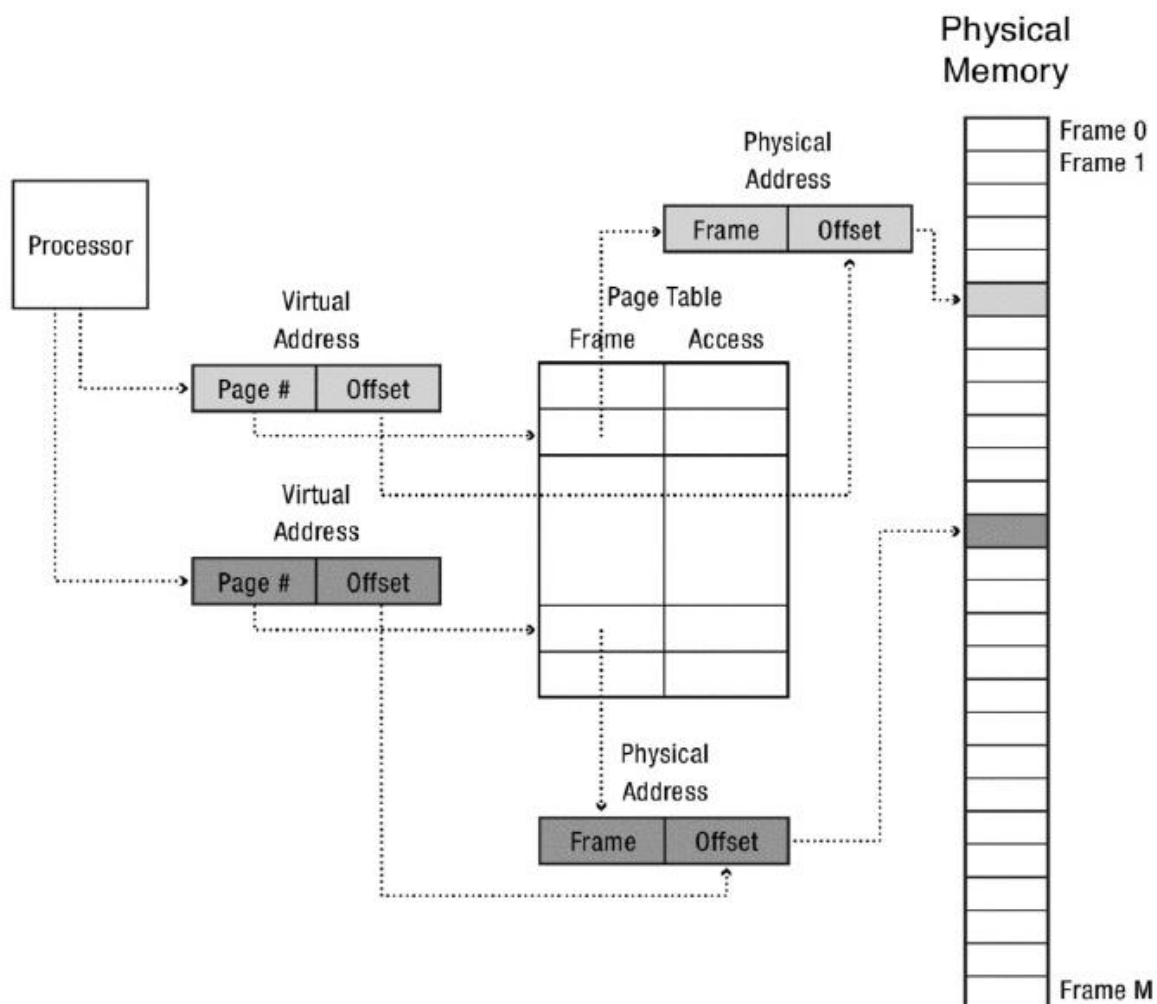 Physical
Memory
Frame 0
Frame 1
Physical
Address
Frame Offset
Processor
Virtual
Address
Page # Offset
Page Table
Frame Access
Virtual
Address
Page # Offset
Physical
Address
Frame Offset
Frame M